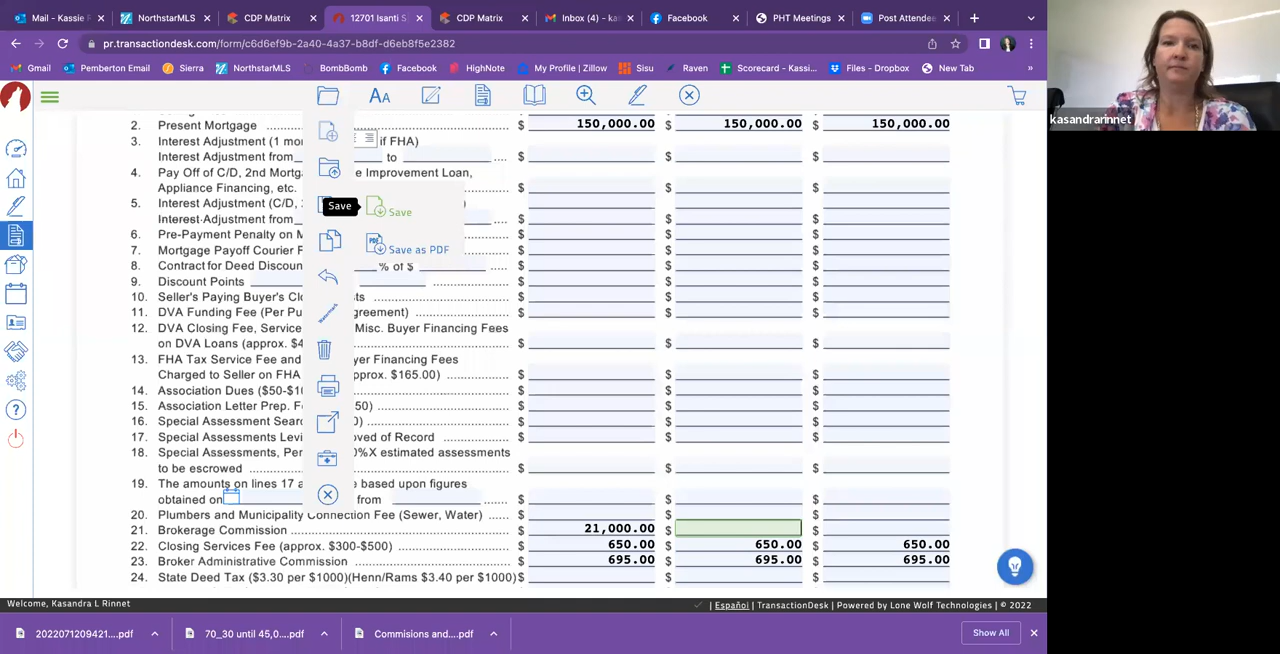 Mail - Kassie F
NorthstarMLS
CDP Matrix
12701 Isanti S
CDP Matrix
Inbox (4) - ka
Facebook
PHT Meetings
Post Attendee
pr.transactiondesk.com/form/c6d6ef9b-2a40-4a37-b8df-d6eb8f5e2382
Gmail
Pemberton Email
Sierra
NorthstarMLS
BombBomb
Facebook
HighNote
My Profile | Zillow
Sisu
Raven
Scorecard - Kassi...
Files - Dropbox
New Tab
»
kasandrarinnet
2. Present Mortgage $ 150,000.00 $ 150,000.00 $ 150,000.00
3. Interest Adjustment (1 mon if FHA)
Interest Adjustment from to .... $ $ $
4. Pay Off of C/D, 2nd Mortg e Improvement Loan,
Appliance Financing, etc. $ $ $
5. Interest Adjustment (C/D,
Interest Adjustment from $ $ $
6. Pre-Payment Penalty on M $ $ $
7. Mortgage Payoff Courier F $ $ $
8. Contract for Deed Discoun % of $ $ $ $
9. Discount Points $ $ $
10. Seller's Paying Buyer's Clo sts $ $ $
11. DVA Funding Fee (Per Pu greement) $ $ $
12. DVA Closing Fee, Service Misc. Buyer Financing Fees
on DVA Loans (approx. $4 $ $ $
13. FHA Tax Service Fee and yer Financing Fees
Charged to Seller on FHA pprox. $165.00) $ $ $
14. Association Dues ($50-$10 $ $ $
15. Association Letter Prep. F 50) $ $ $
16. Special Assessment Sear 0) $ $ $
17. Special Assessments Levi oved of Record $ $ $
18. Special Assessments, Pen 0%X estimated assessments
to be escrowed $ $ $
19. The amounts on lines 17 a e based upon figures
obtained on from $ $ $
20. Plumbers and Municipality Connection Fee (Sewer, Water) $ $ $
21. Brokerage Commission $ 21,000.00 $ $
22. Closing Services Fee (approx. $300-$500) $ 650.00 $ 650.00 $ 650.00
23. Broker Administrative Commission $ 695.00 $ 695.00 $ 695.00
24. State Deed Tax ($3.30 per $1000)(Henn/Rams $3.40 per $1000) $ $ $
Save
Save
Save as PDF
Welcome, Kasandra L Rinnet
| Español | TransactionDesk | Powered by Lone Wolf Technologies | © 2022
2022071209421....pdf
70_30 until 45,0....pdf
Commisions and....pdf
Show All